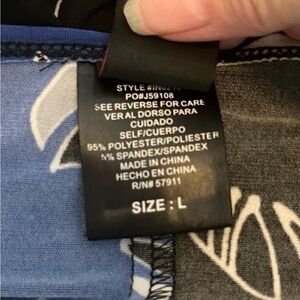 PO#J59108
SEE REVERSE FOR CARE
VER AL DORSO PARA
CUIDADO
SELF/CUERPO
95% POLYESTER/POLIESTER
5% SPANDEX/SPANDEX
MADE IN CHINA
HECHO EN CHINA
R/N# 57911
SIZE : L